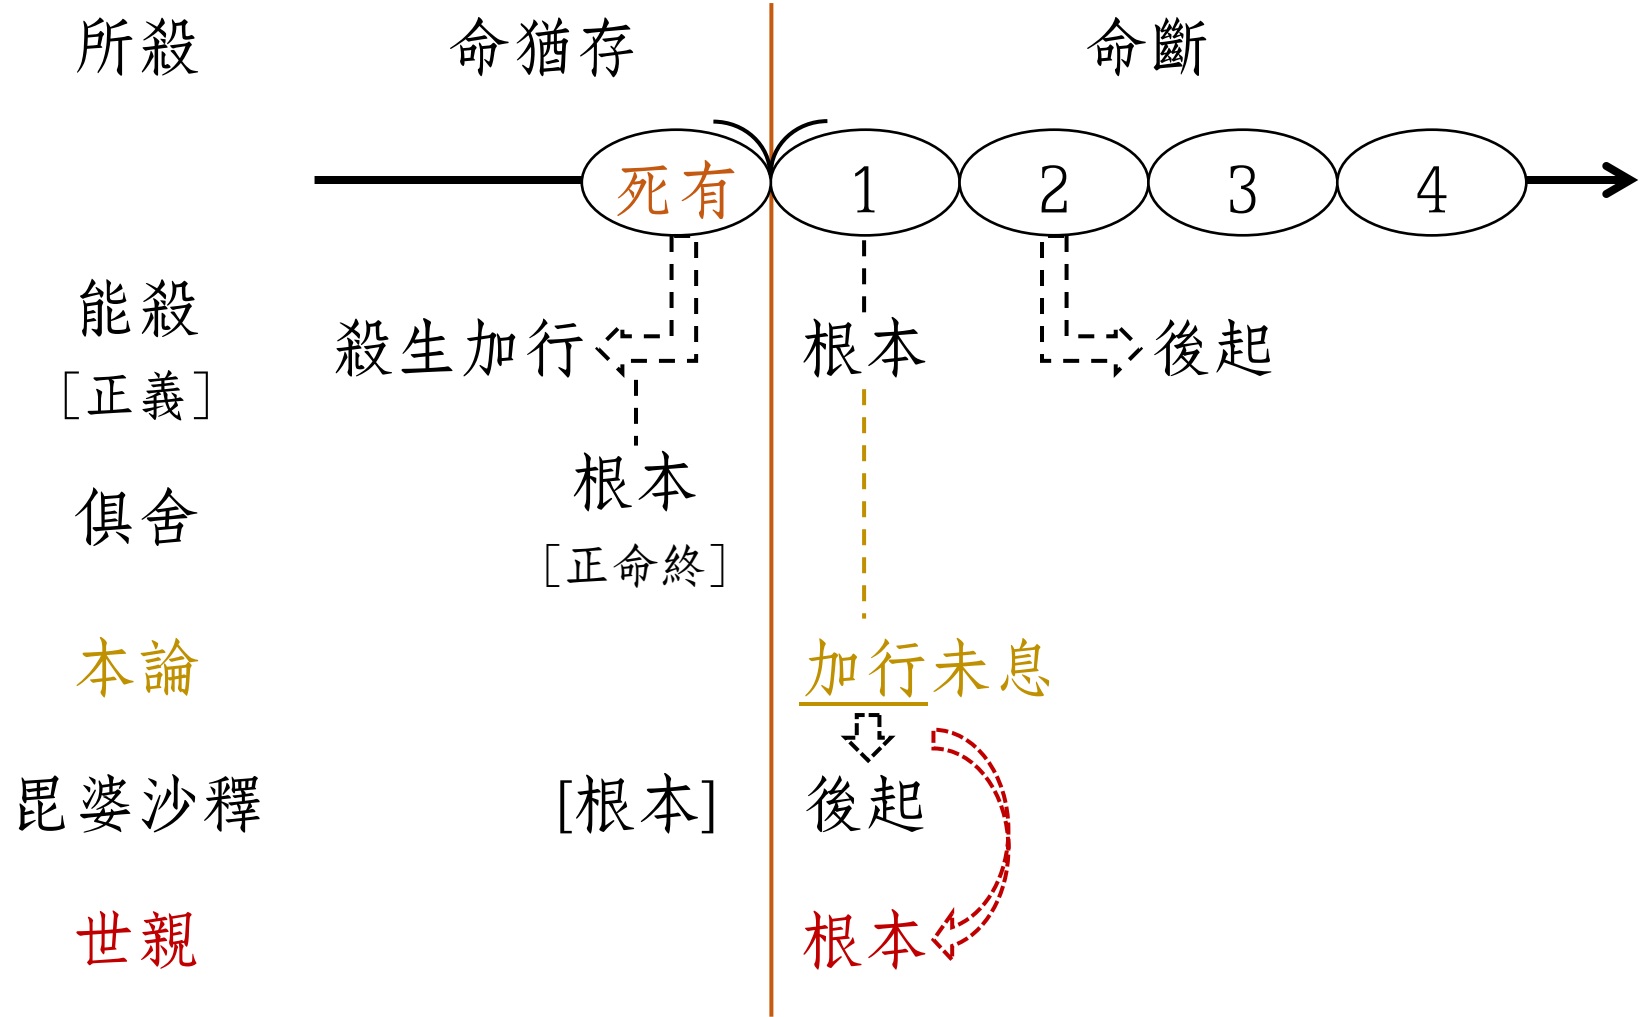 所殺 命猶存 命斷
死有 1 2 3 4
能殺
殺生加行 根本 後起
[正義]
根本
俱舍
[正命終]
本論 加行未息
毘婆沙釋 [根本] 後起
世親 根本